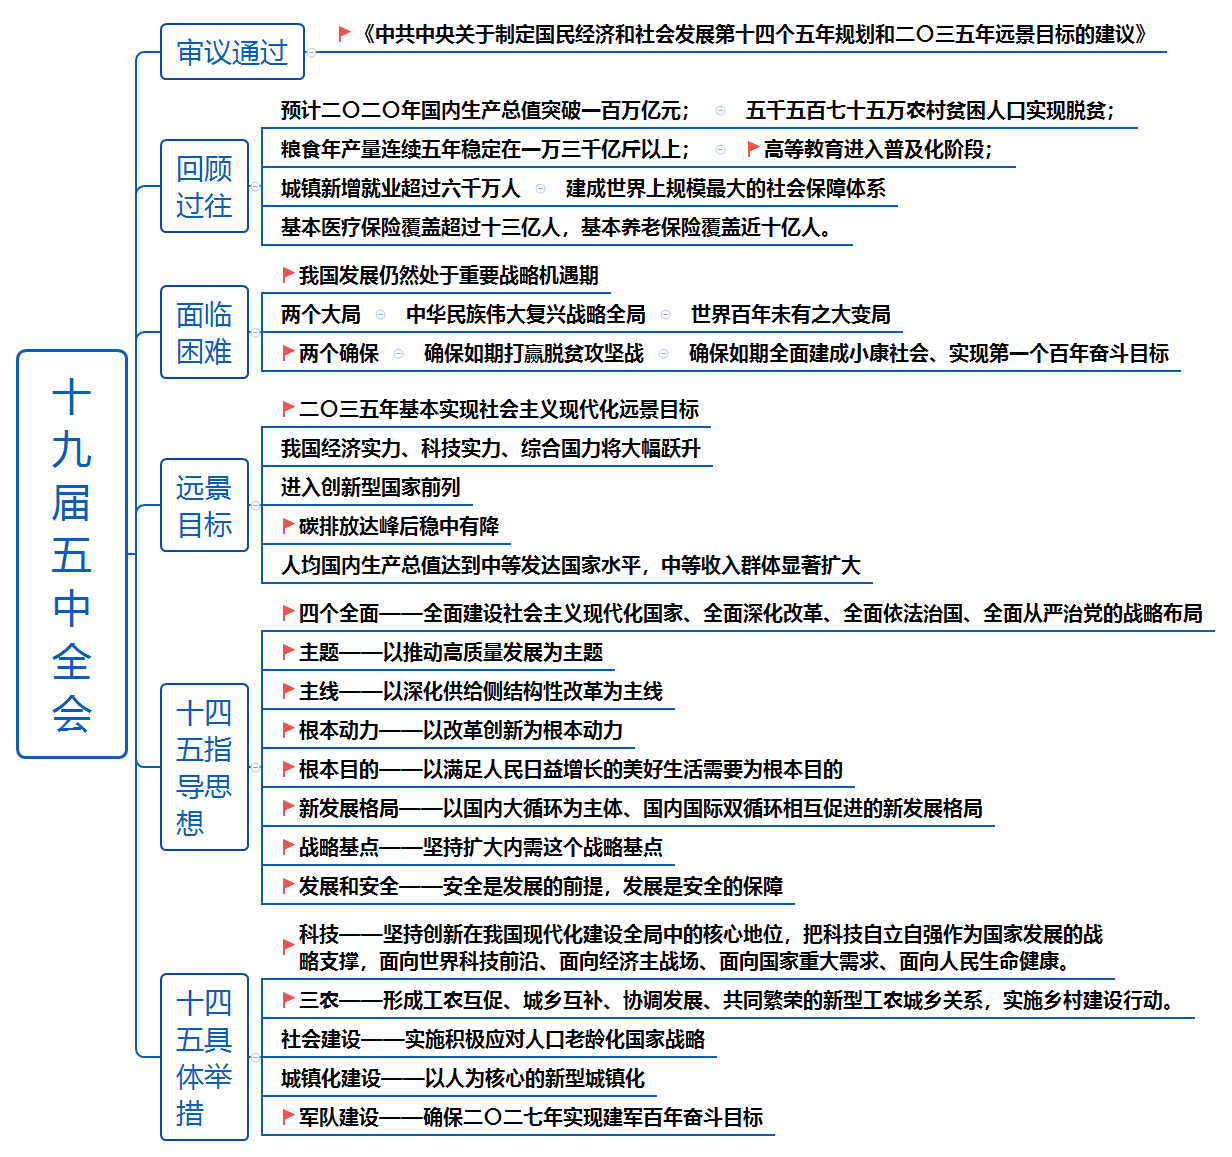 十九届五中全会
审议通过
《中共中央关于制定国民经济和社会发展第十四个五年规划和二〇三五年远景目标的建议》
回顾
过往
预计二〇二〇年国内生产总值突破一百万亿元； 五千五百七十五万农村贫困人口实现脱贫；
粮食年产量连续五年稳定在一万三千亿斤以上； 高等教育进入普及化阶段；
城镇新增就业超过六千万人 建成世界上规模最大的社会保障体系
基本医疗保险覆盖超过十三亿人，基本养老保险覆盖近十亿人。
面临
困难
我国发展仍然处于重要战略机遇期
两个大局 中华民族伟大复兴战略全局 世界百年未有之大变局
两个确保 确保如期打赢脱贫攻坚战 确保如期全面建成小康社会、实现第一个百年奋斗目标
远景
目标
二〇三五年基本实现社会主义现代化远景目标
我国经济实力、科技实力、综合国力将大幅跃升
进入创新型国家前列
碳排放达峰后稳中有降
人均国内生产总值达到中等发达国家水平，中等收入群体显著扩大
十四
五指
导思
想
四个全面——全面建设社会主义现代化国家、全面深化改革、全面依法治国、全面从严治党的战略布局
主题——以推动高质量发展为主题
主线——以深化供给侧结构性改革为主线
根本动力——以改革创新为根本动力
根本目的——以满足人民日益增长的美好生活需要为根本目的
新发展格局——以国内大循环为主体、国内国际双循环相互促进的新发展格局
战略基点——坚持扩大内需这个战略基点
发展和安全——安全是发展的前提，发展是安全的保障
十四
五具
体举
措
科技——坚持创新在我国现代化建设全局中的核心地位，把科技自立自强作为国家发展的战
略支撑，面向世界科技前沿、面向经济主战场、面向国家重大需求、面向人民生命健康。
三农——形成工农互促、城乡互补、协调发展、共同繁荣的新型工农城乡关系，实施乡村建设行动。
社会建设——实施积极应对人口老龄化国家战略
城镇化建设——以人为核心的新型城镇化
军队建设——确保二〇二七年实现建军百年奋斗目标